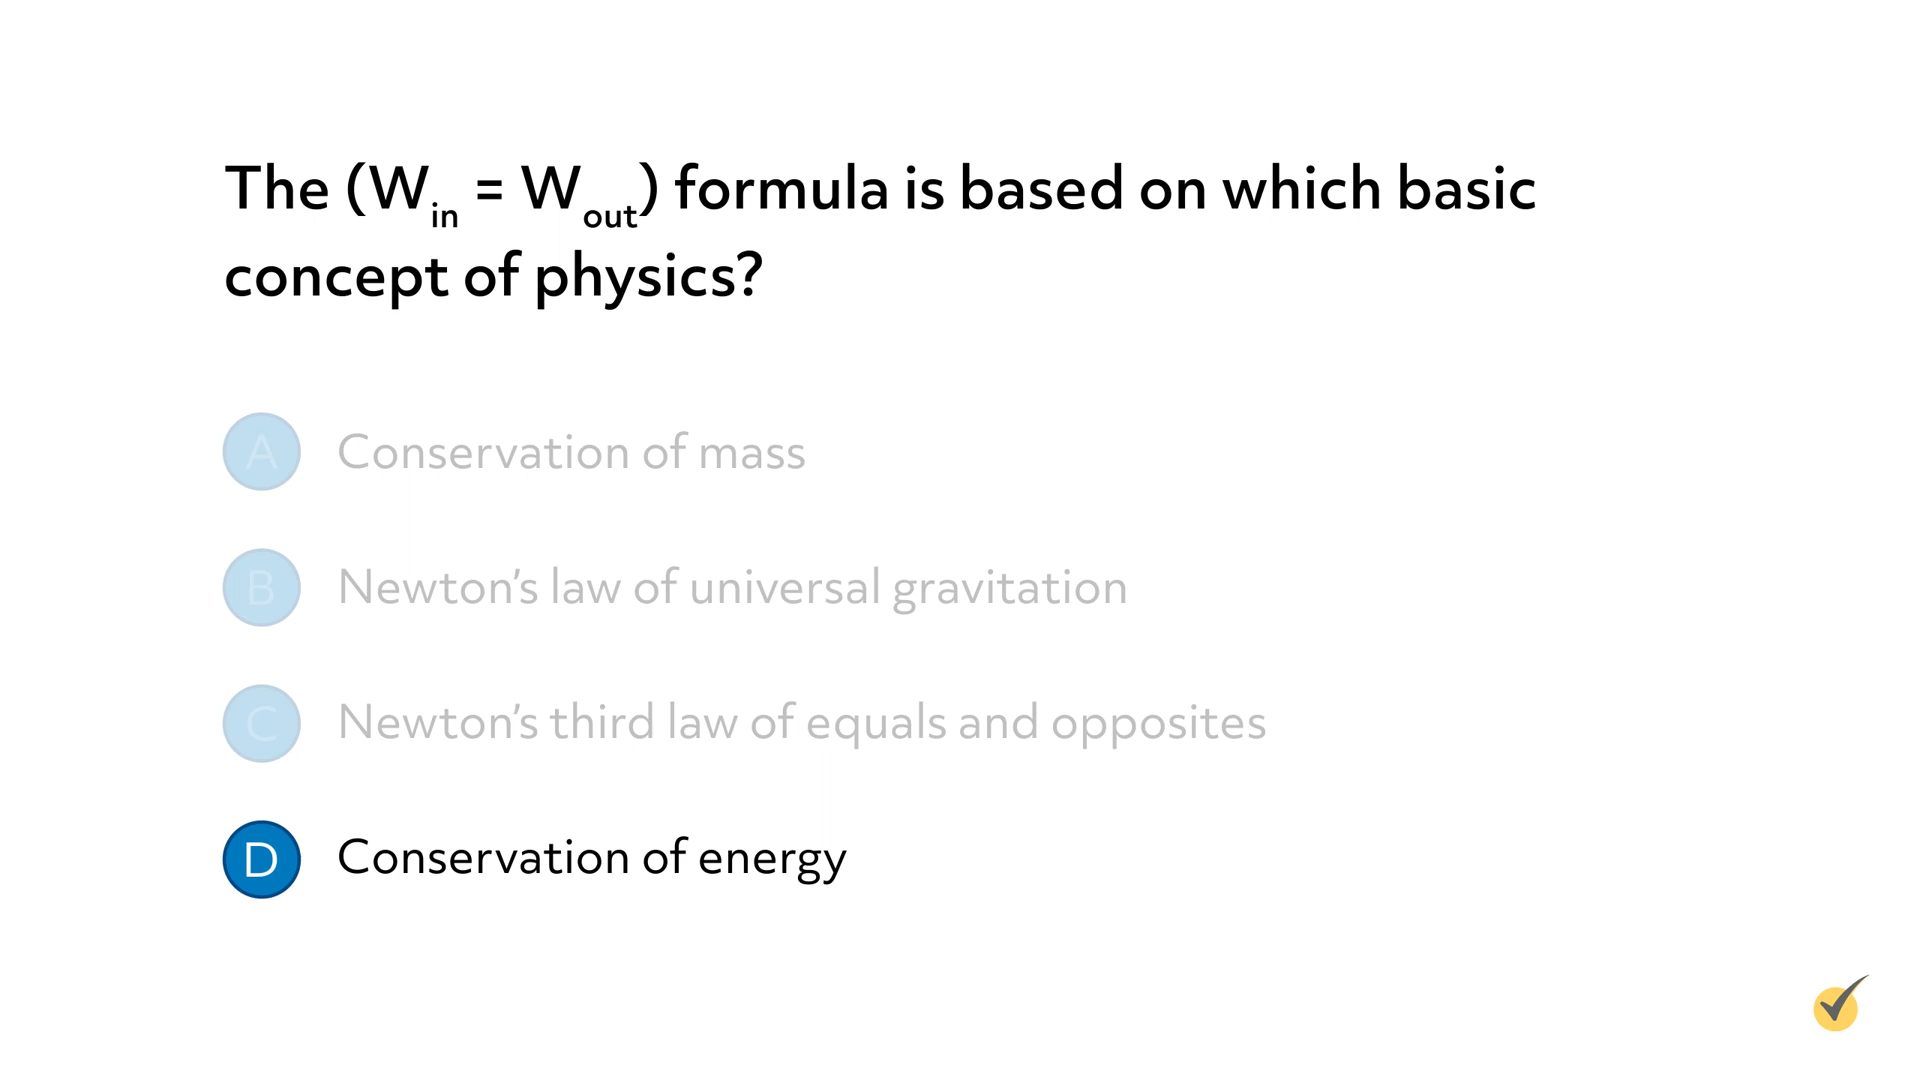 The (W_in = W_out) formula is based on which basic
concept of physics?
A Conservation of mass
B Newton’s law of universal gravitation
C Newton’s third law of equals and opposites
D Conservation of energy